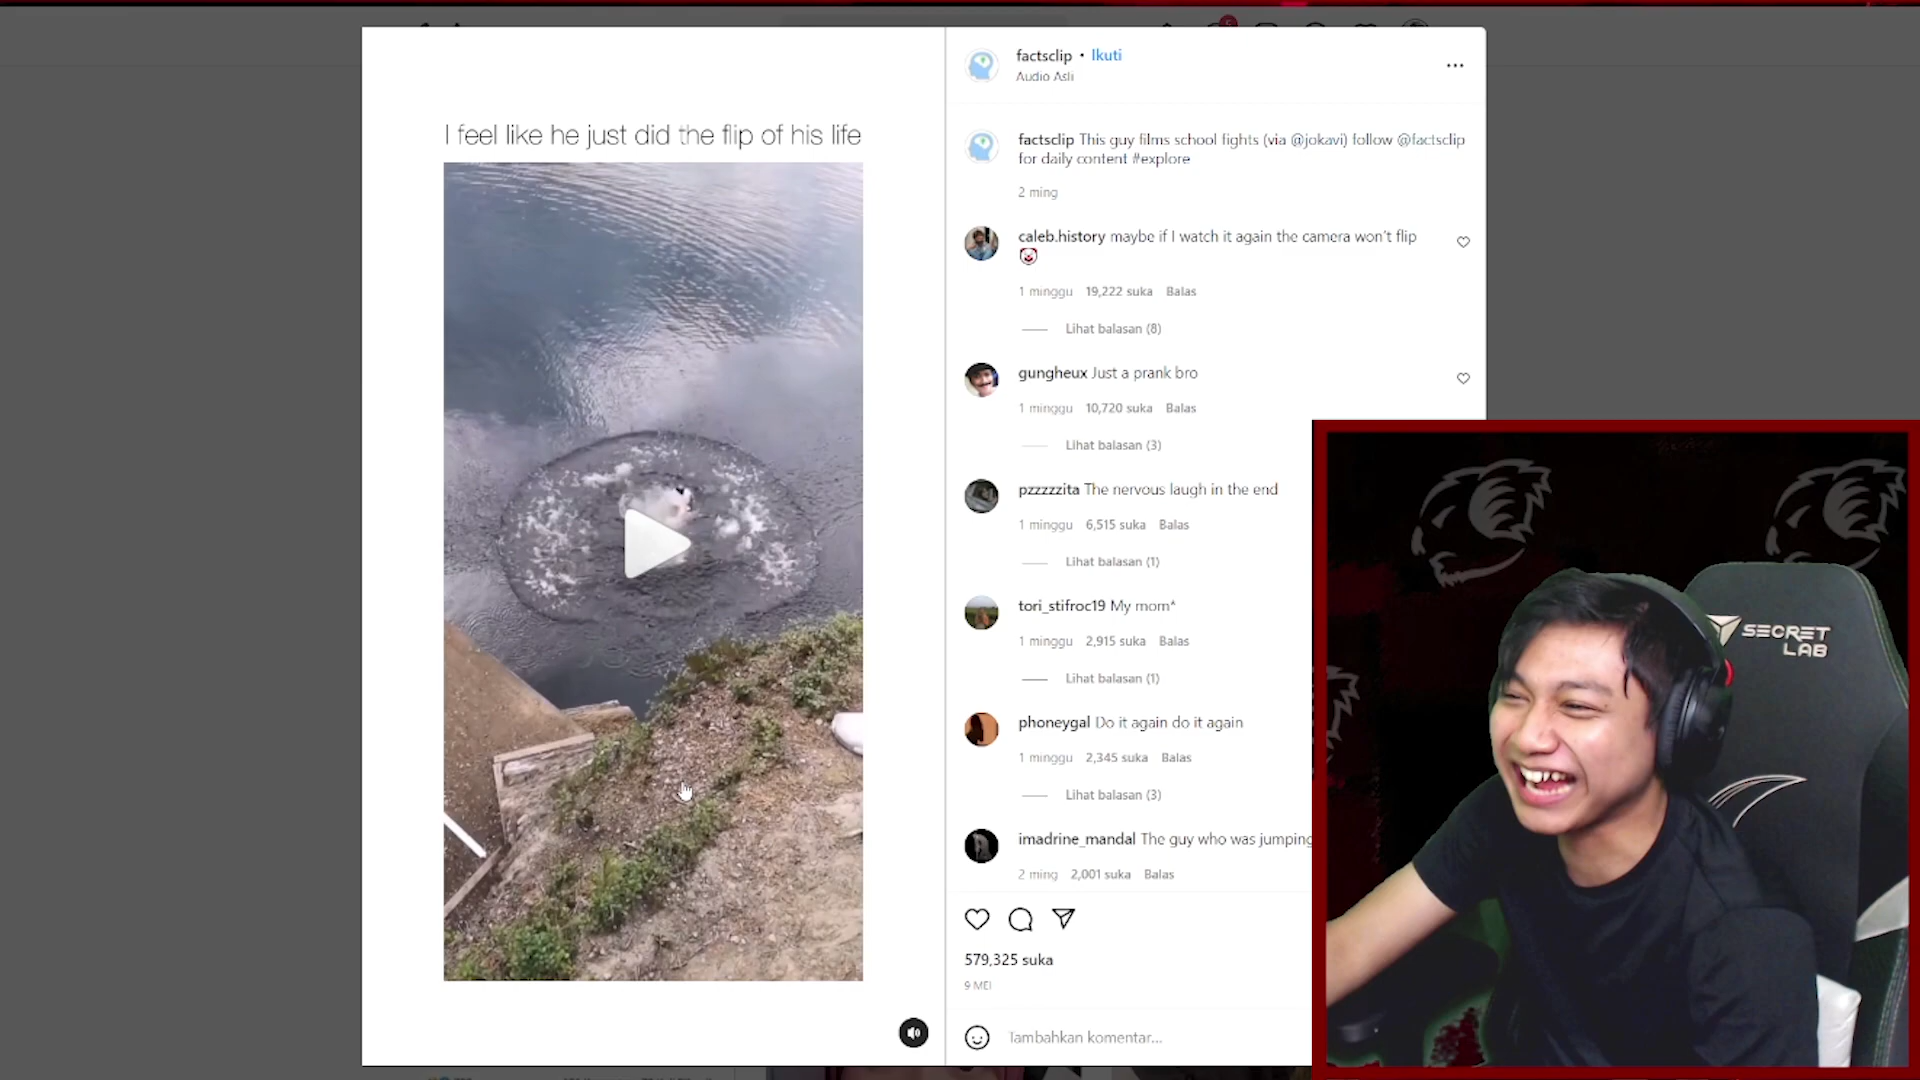 I feel like he just did the flip of his life
factsclip • Ikuti
Audio Asli
factsclip This guy films school fights (via @jokavi) follow @factsclip
for daily content #explore
2 ming
caleb.history maybe if I watch it again the camera won't flip
🤡
1 minggu 19,222 suka Balas
Lihat balasan (8)
gungheux Just a prank bro
1 minggu 10,720 suka Balas
Lihat balasan (3)
pzzzzzita The nervous laugh in the end
1 minggu 6,515 suka Balas
Lihat balasan (1)
tori_stifroc19 My mom^
1 minggu 2,915 suka Balas
Lihat balasan (1)
phoneygal Do it again do it again
1 minggu 2,345 suka Balas
Lihat balasan (3)
imadrine_mandal The guy who was jumping
2 ming 2,001 suka Balas
579,325 suka
9 MEI
Tambahkan komentar...
SECRET
LAB